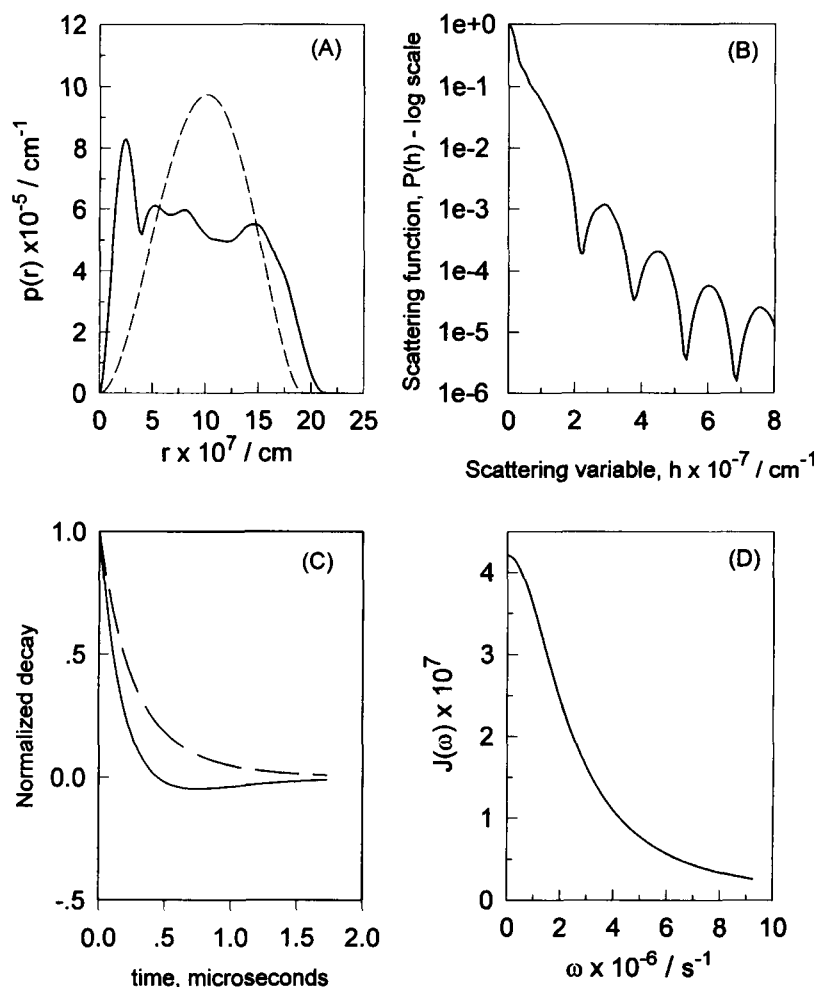 (A)
12
10
8
6
4
2
0
p(r) x10⁻⁵ / cm⁻¹
0 5 10 15 20 25
r x 10⁷ / cm
(B)
1e+0
1e-1
1e-2
1e-3
1e-4
1e-5
1e-6
Scattering function, P(h) - log scale
0 2 4 6 8
Scattering variable, h x 10⁻⁷ / cm⁻¹
(C)
1.0
.5
0.0
-.5
Normalized decay
0.0 0.5 1.0 1.5 2.0
time, microseconds
(D)
4
3
2
1
0
J(ω) x 10⁷
0 2 4 6 8 10
ω x 10⁻⁶ / s⁻¹